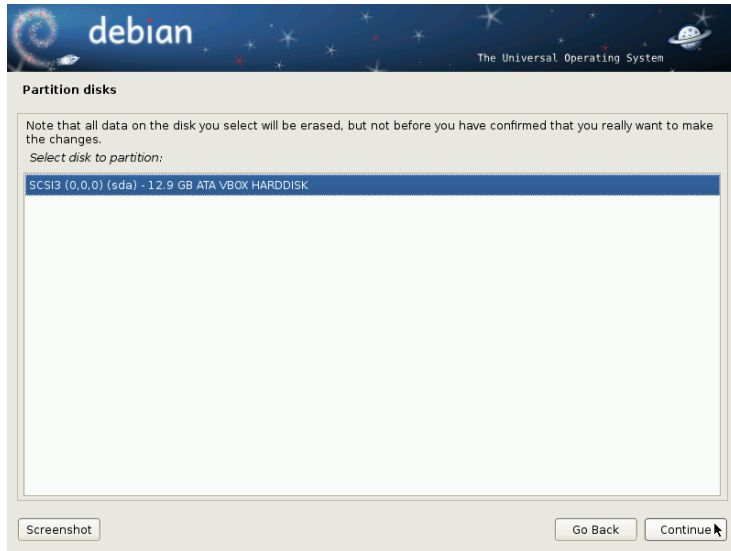 debian
The Universal Operating System
Partition disks
Note that all data on the disk you select will be erased, but not before you have confirmed that you really want to make
the changes.
Select disk to partition:
SCSI3 (0,0,0) (sda) - 12.9 GB ATA VBOX HARDDISK
Screenshot
Go Back
Continue